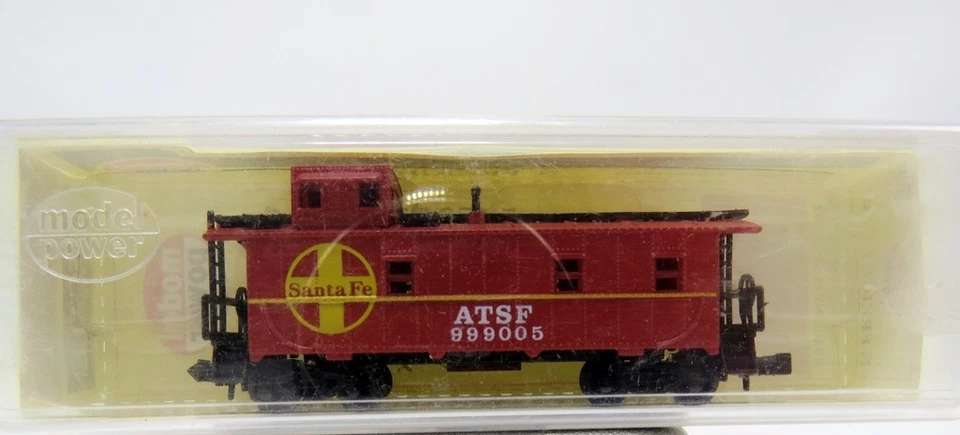 model
power
Santa Fe
ATSF
999005